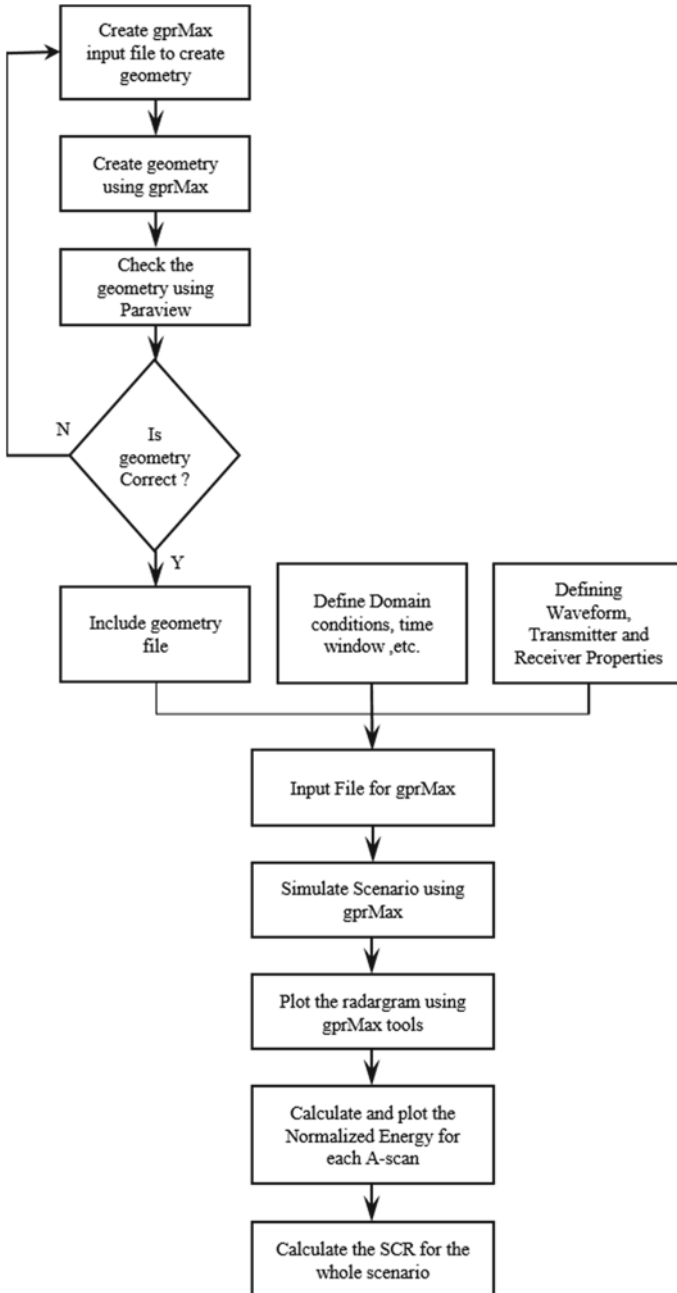 Create gprMax
input file to create
geometry
Create geometry
using gprMax
Check the
geometry using
Paraview
N
Is
geometry
Correct ?
Y
Include geometry
file
Define Domain
conditions, time
window ,etc.
Defining
Waveform,
Transmitter and
Receiver Properties
Input File for gprMax
Simulate Scenario using
gprMax
Plot the radargram using
gprMax tools
Calculate and plot the
Normalized Energy for
each A-scan
Calculate the SCR for the
whole scenario